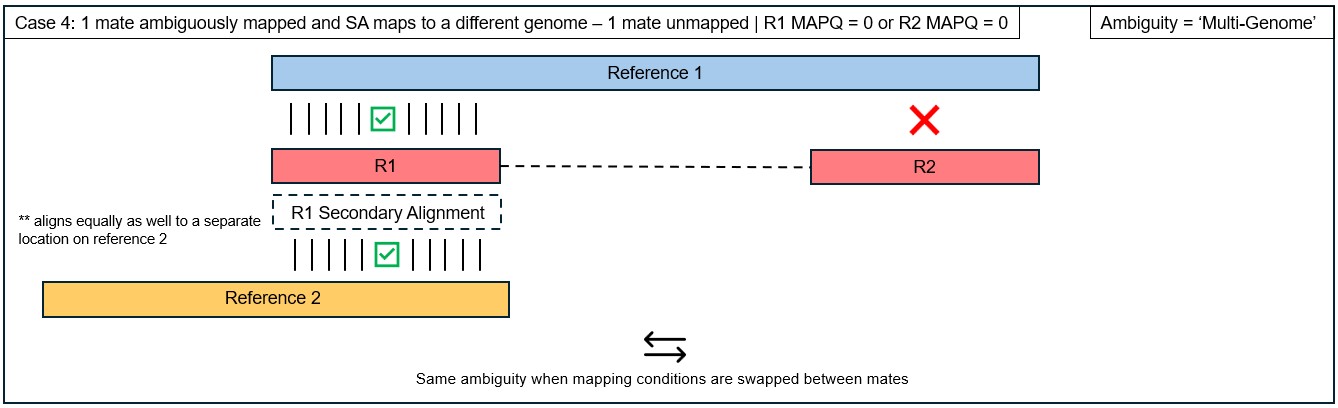 Case 4: 1 mate ambiguously mapped and SA maps to a different genome – 1 mate unmapped | R1 MAPQ = 0 or R2 MAPQ = 0
Ambiguity = ‘Multi-Genome’
Reference 1
R1
R2
R1 Secondary Alignment
** aligns equally as well to a separate
location on reference 2
Reference 2
Same ambiguity when mapping conditions are swapped between mates